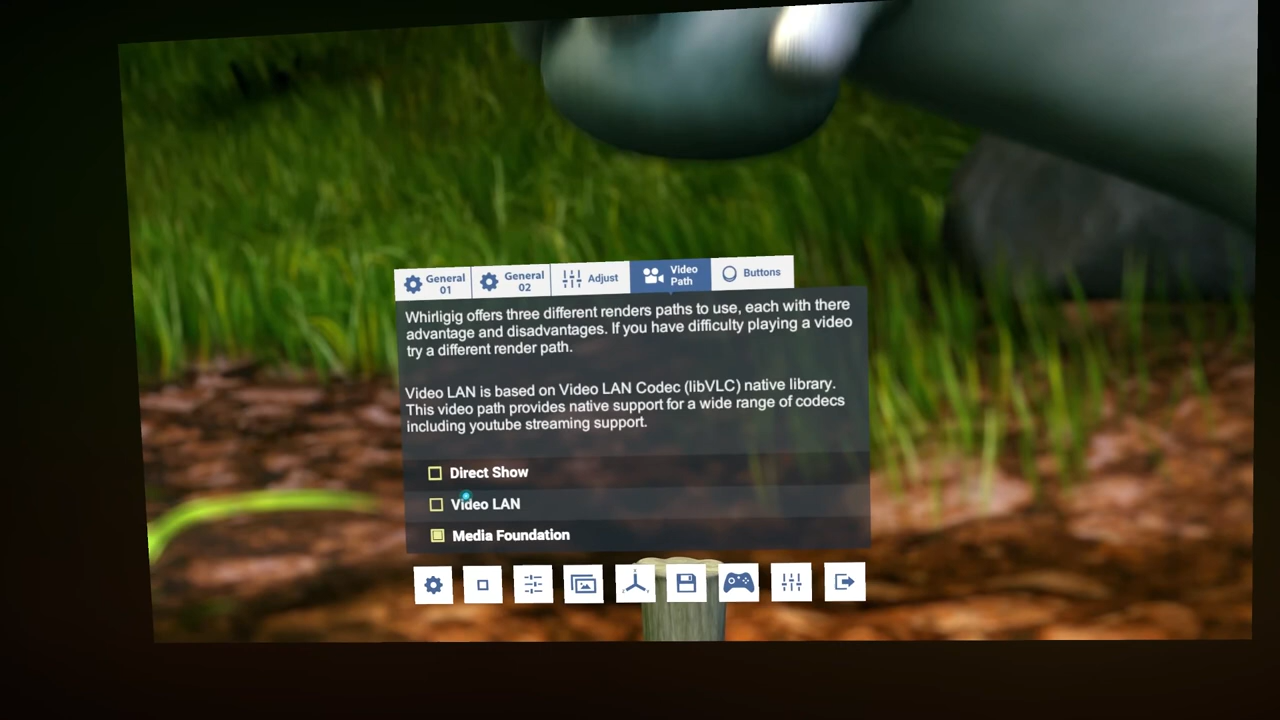 General 01
General 02
Adjust
Video Path
Buttons
Whirligig offers three different renders paths to use, each with there
advantage and disadvantages. If you have difficulty playing a video
try a different render path.
Video LAN is based on Video LAN Codec (libVLC) native library.
This video path provides native support for a wide range of codecs
including youtube streaming support.
Direct Show
Video LAN
Media Foundation